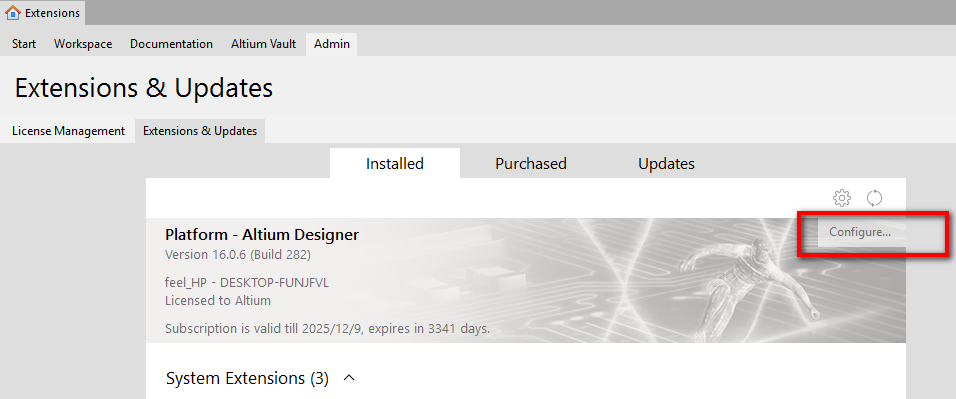 Extensions
Start Workspace Documentation Altium Vault Admin
Extensions & Updates
License Management Extensions & Updates
Installed Purchased Updates
Configure...
Platform - Altium Designer
Version 16.0.6 (Build 282)
feel_HP - DESKTOP-FUNJFVL
Licensed to Altium
Subscription is valid till 2025/12/9, expires in 3341 days.
System Extensions (3)